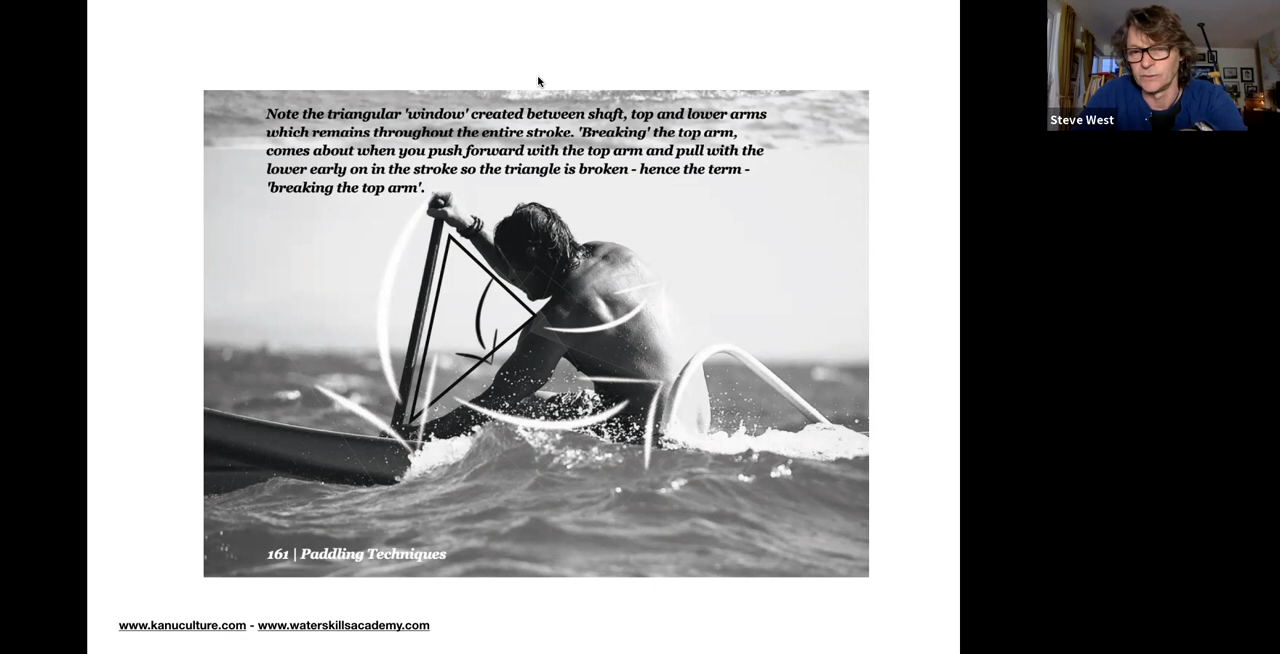 Note the triangular 'window' created between shaft, top and lower arms
which remains throughout the entire stroke. 'Breaking' the top arm,
comes about when you push forward with the top arm and pull with the
lower early on in the stroke so the triangle is broken - hence the term -
'breaking the top arm'.
161 | Paddling Techniques
www.kanuculture.com - www.waterskillsacademy.com
Steve West